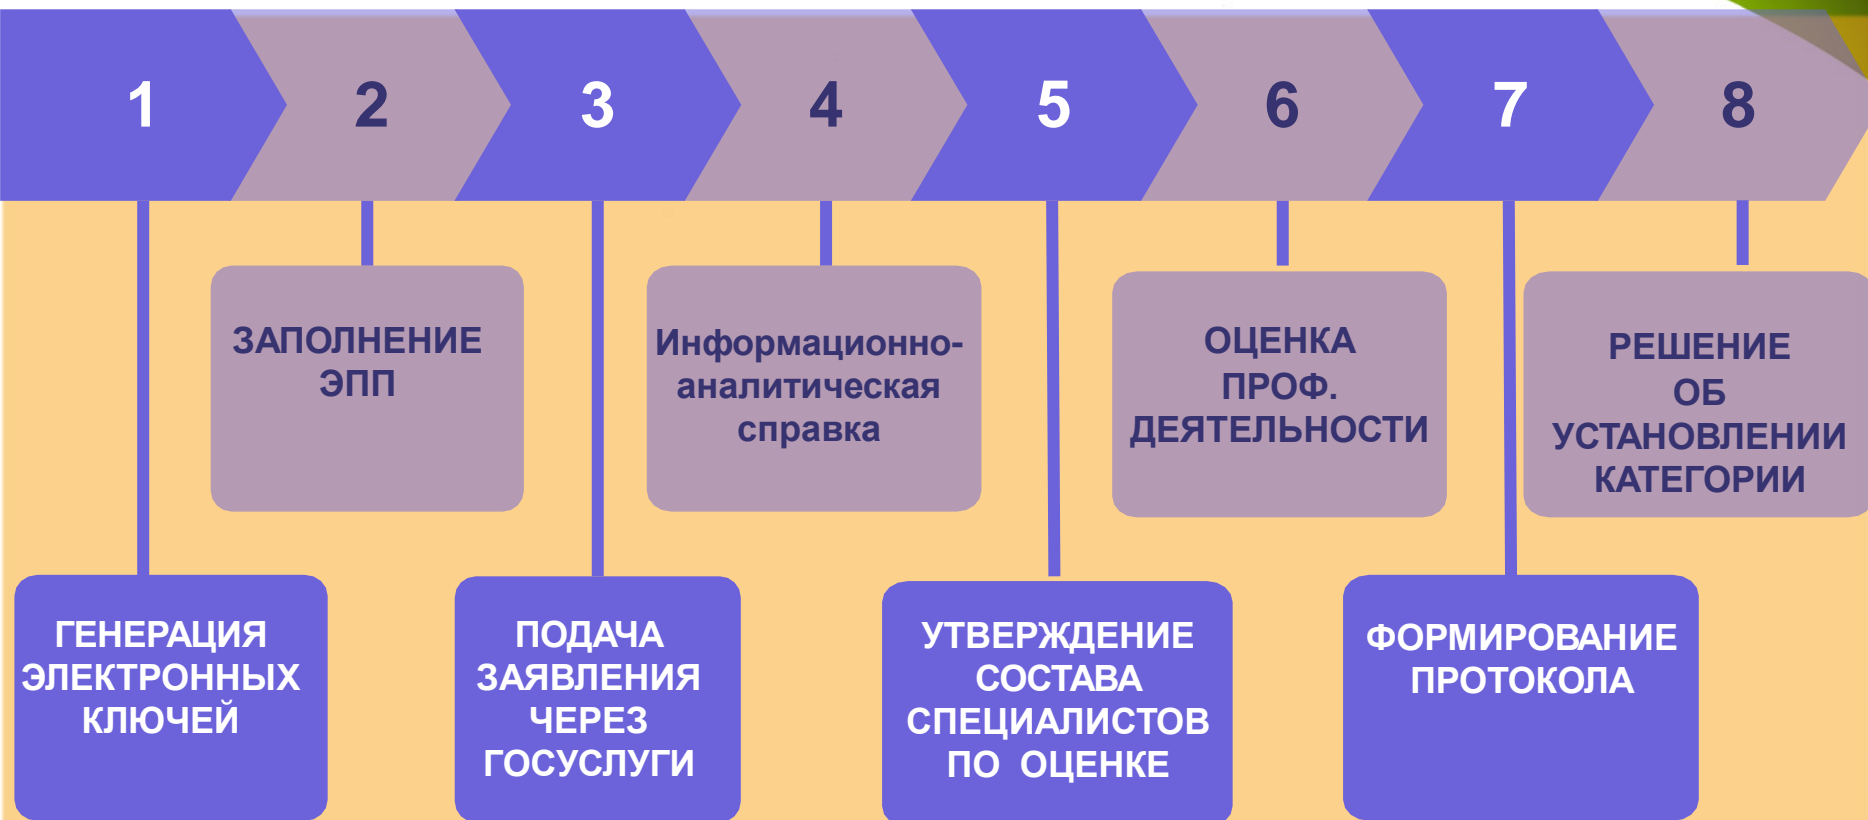 1
2
3
4
5
6
7
8
ЗАПОЛНЕНИЕ
ЭПП
Информационно-
аналитическая
справка
ОЦЕНКА
ПРОФ.
ДЕЯТЕЛЬНОСТИ
РЕШЕНИЕ
ОБ
УСТАНОВЛЕНИИ
КАТЕГОРИИ
ГЕНЕРАЦИЯ
ЭЛЕКТРОННЫХ
КЛЮЧЕЙ
ПОДАЧА
ЗАЯВЛЕНИЯ
ЧЕРЕЗ
ГОСУСЛУГИ
УТВЕРЖДЕНИЕ
СОСТАВА
СПЕЦИАЛИСТОВ
ПО ОЦЕНКЕ
ФОРМИРОВАНИЕ
ПРОТОКОЛА